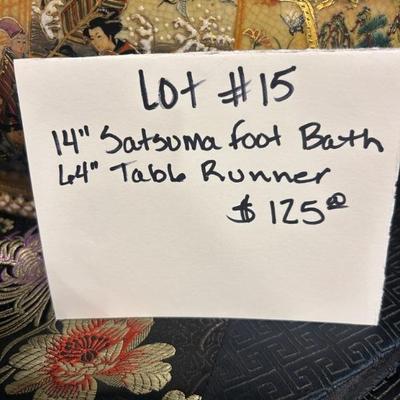 Lot #15
14" Satsuma foot Bath
64" Table Runner
$ 125.00